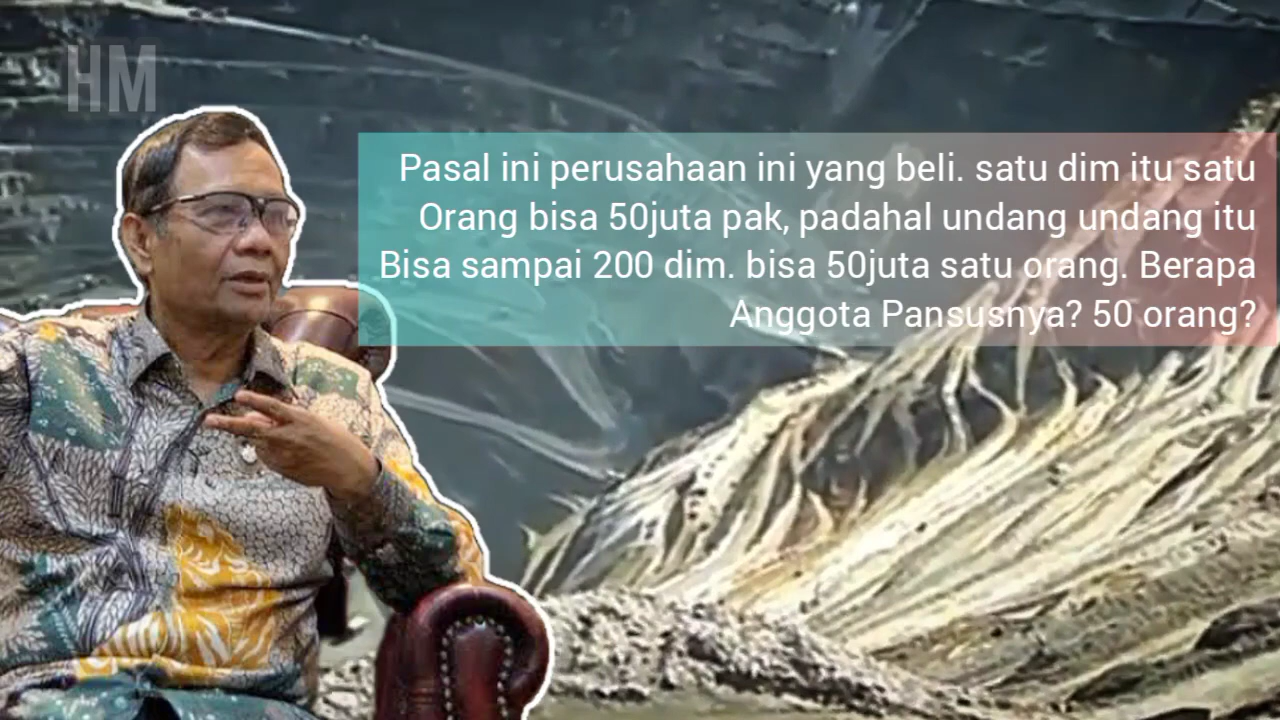 HM
Pasal ini perusahaan ini yang beli. satu dim itu satu
Orang bisa 50juta pak, padahal undang undang itu
Bisa sampai 200 dim. bisa 50juta satu orang. Berapa
Anggota Pansusnya? 50 orang?